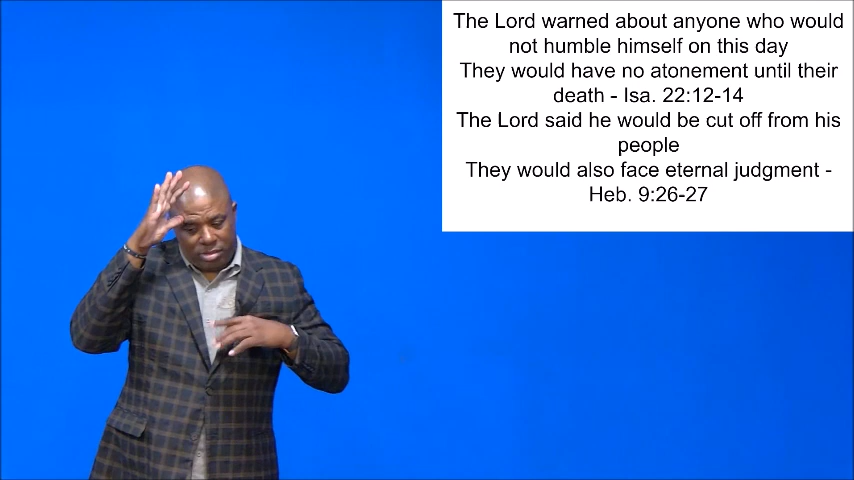 The Lord warned about anyone who would
not humble himself on this day
They would have no atonement until their
death - Isa. 22:12-14
The Lord said he would be cut off from his
people
They would also face eternal judgment -
Heb. 9:26-27